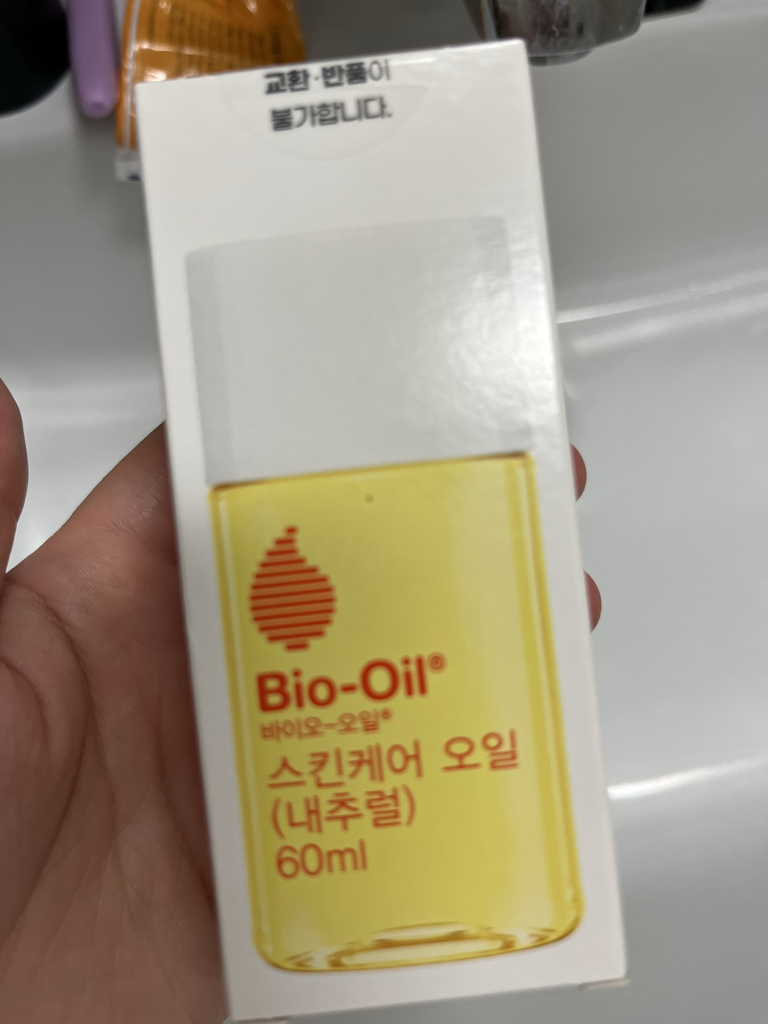 교환·반품이
불가합니다.
Bio-Oil®
바이오-오일®
스킨케어 오일
(내추럴)
60ml